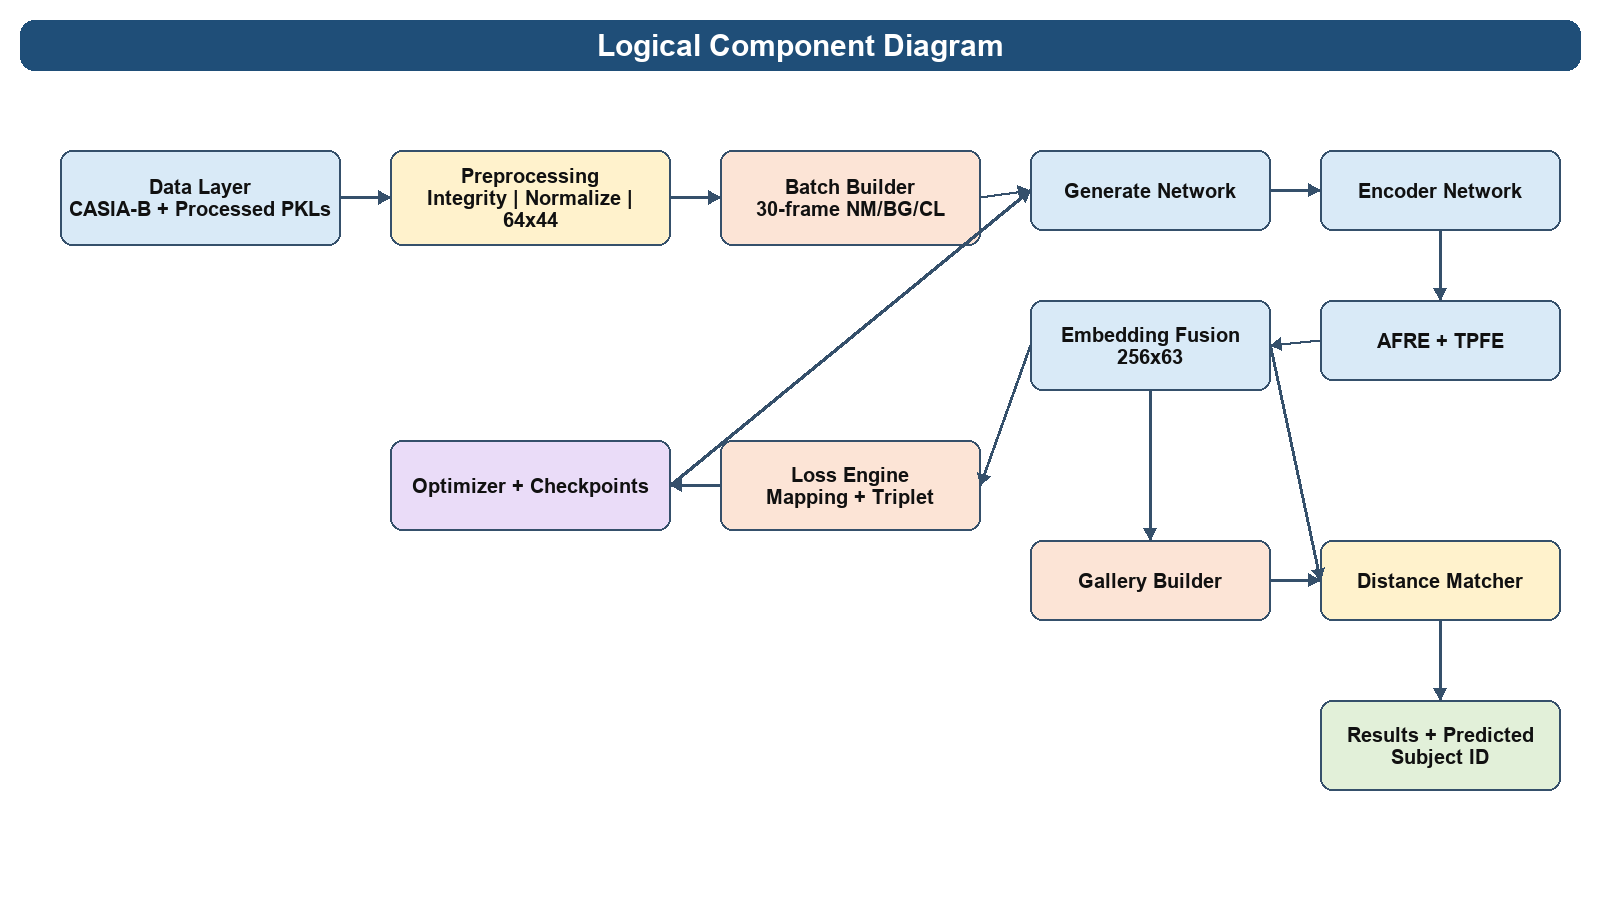 Logical Component Diagram
Data Layer
CASIA-B + Processed PKLs
Preprocessing
Integrity | Normalize |
64x44
Batch Builder
30-frame NM/BG/CL
Generate Network
Encoder Network
Embedding Fusion
256x63
AFRE + TPFE
Optimizer + Checkpoints
Loss Engine
Mapping + Triplet
Gallery Builder
Distance Matcher
Results + Predicted
Subject ID